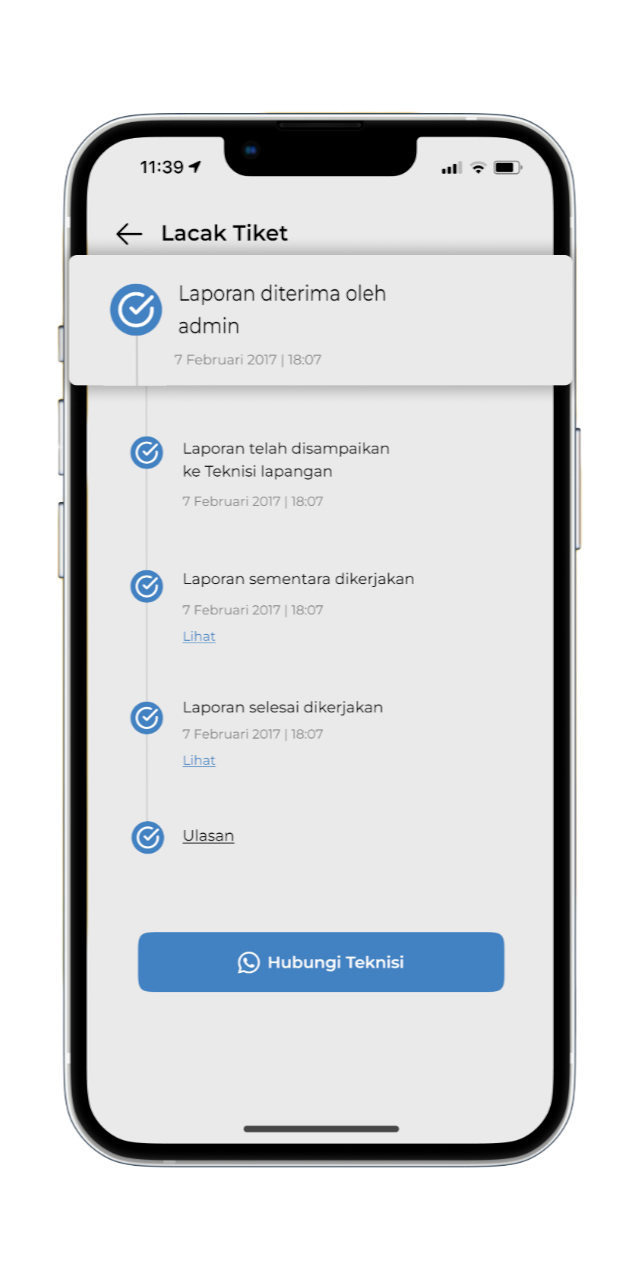 11:39
Lacak Tiket
Laporan diterima oleh
admin
7 Februari 2017 | 18:07
Laporan telah disampaikan
ke Teknisi lapangan
7 Februari 2017 | 18:07
Laporan sementara dikerjakan
7 Februari 2017 | 18:07
Lihat
Laporan selesai dikerjakan
7 Februari 2017 | 18:07
Lihat
Ulasan
Hubungi Teknisi